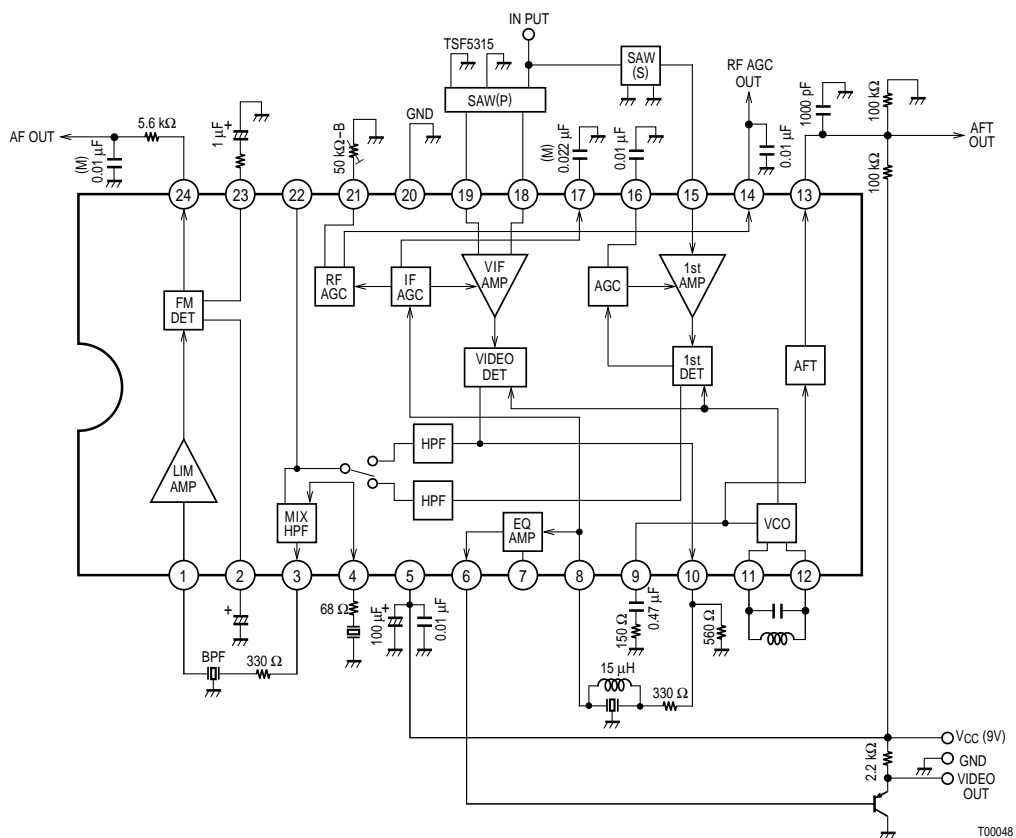 IN PUT
TSF5315
SAW
(S)
RF AGC
OUT
1000 pF
100 kΩ
SAW(P)
AF OUT
5.6 kΩ
1 µF
+
50 kΩ-B
GND
(M)
0.022 µF
0.01 µF
0.01 µF
AFT
OUT
(M)
0.01 µF
100 kΩ
24
23
22
21
20
19
18
17
16
15
14
13
RF
AGC
IF
AGC
VIF
AMP
AGC
1st
AMP
FM
DET
VIDEO
DET
1st
DET
AFT
HPF
LIM
AMP
HPF
MIX
HPF
EQ
AMP
VCO
1
2
3
4
5
6
7
8
9
10
11
12
+
68 Ω
100 µF
+
0.01 µF
150 Ω
0.47 µF
560 Ω
BPF
330 Ω
15 µH
330 Ω
VCC (9V)
2.2 kΩ
GND
VIDEO
OUT
T00048